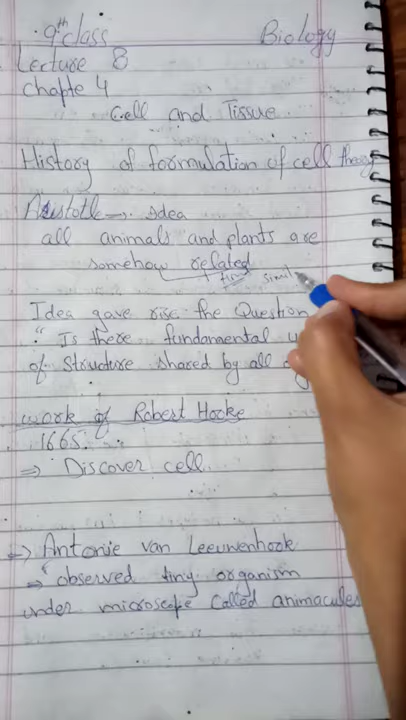 9th class Biology
Lecture 8
Chapte 4
Cell and Tissue
History of formulation of cell theory
Aristotle → Idea
all animals and plants are
somehow related
Idea gave rise the Question
"Is there fundamental
of Structure shared by all
work of Robert Hooke
1665.
⇒ Discover cell
→ Antonie van Leeuwenhook
⇒ observed tiny organism
under microscope Called animacules